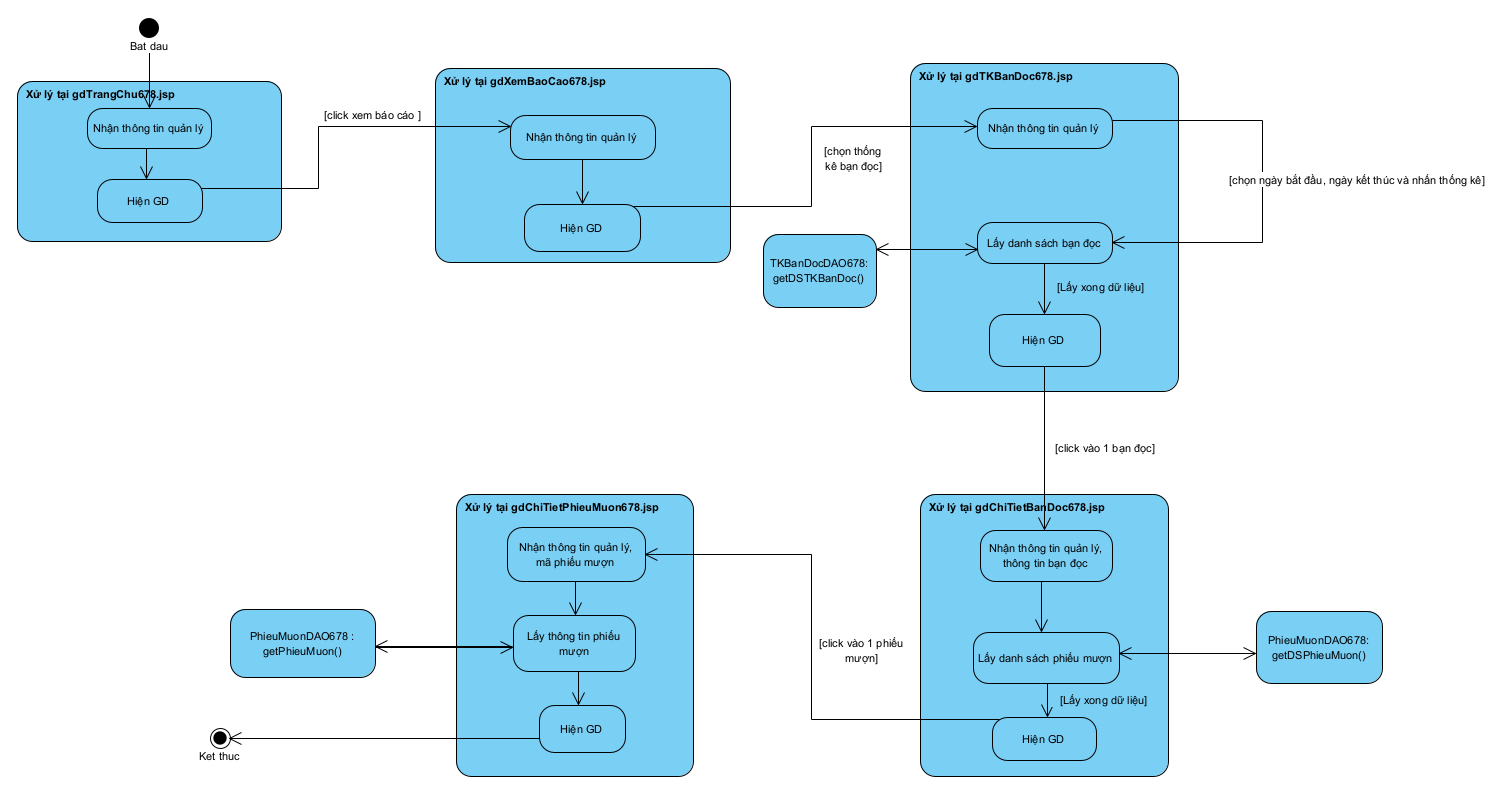 Bat dau
Xử lý tại gdTrangChu678.jsp
Nhận thông tin quản lý
Hiện GD
[click xem báo cáo ]
Xử lý tại gdXemBaoCao678.jsp
Nhận thông tin quản lý
Hiện GD
[chọn thống
kê bạn đọc]
Xử lý tại gdTKBanDoc678.jsp
Nhận thông tin quản lý
[chọn ngày bắt đầu, ngày kết thúc và nhấn thống kê]
Lấy danh sách bạn đọc
TKBanDocDAO678:
getDSTKBanDoc()
[Lấy xong dữ liệu]
Hiện GD
[click vào 1 bạn đọc]
Xử lý tại gdChiTietBanDoc678.jsp
Nhận thông tin quản lý,
thông tin bạn đọc
Lấy danh sách phiếu mượn
PhieuMuonDAO678:
getDSPhieuMuon()
[Lấy xong dữ liệu]
Hiện GD
[click vào 1 phiếu
mượn]
Xử lý tại gdChiTietPhieuMuon678.jsp
Nhận thông tin quản lý,
mã phiếu mượn
Lấy thông tin phiếu
mượn
PhieuMuonDAO678 :
getPhieuMuon()
Hiện GD
Ket thuc